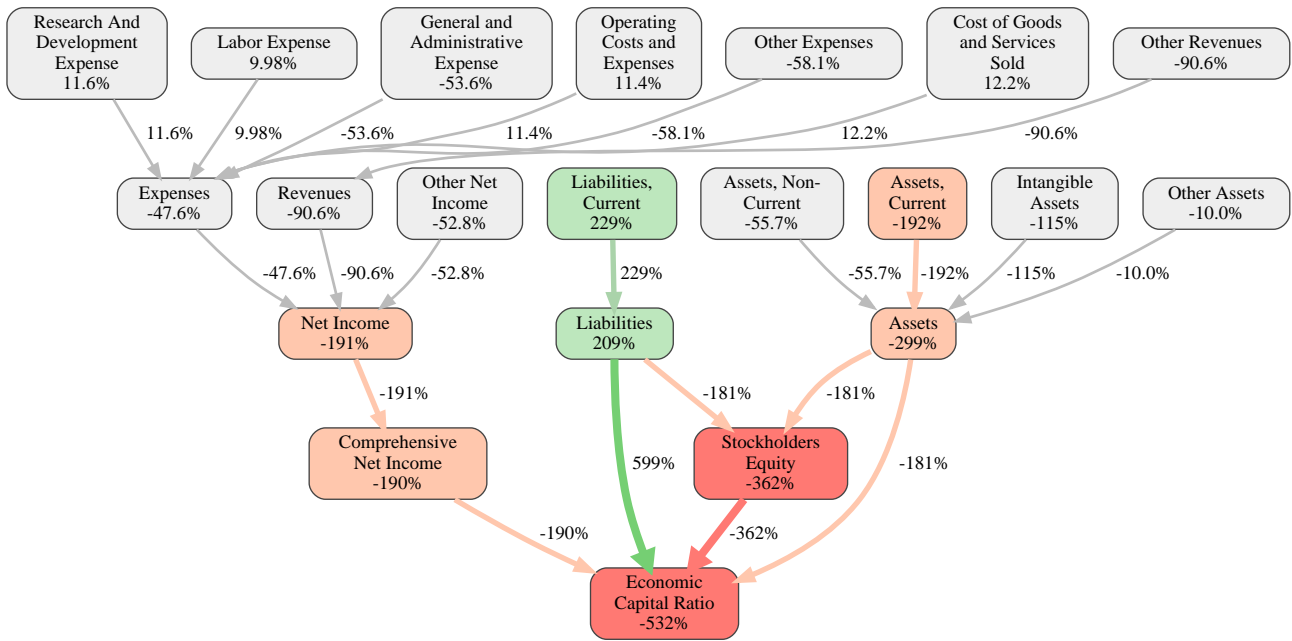 Research And
Development
Expense
11.6%
Labor Expense
9.98%
General and
Administrative
Expense
-53.6%
Operating
Costs and
Expenses
11.4%
Other Expenses
-58.1%
Cost of Goods
and Services
Sold
12.2%
Other Revenues
-90.6%
11.6%
9.98%
-53.6%
11.4%
-58.1%
12.2%
-90.6%
Expenses
-47.6%
Revenues
-90.6%
Other Net
Income
-52.8%
Liabilities,
Current
229%
Assets, Non-
Current
-55.7%
Assets,
Current
-192%
Intangible
Assets
-115%
Other Assets
-10.0%
-47.6%
-90.6%
-52.8%
229%
-55.7%
-192%
-115%
-10.0%
Net Income
-191%
Liabilities
209%
Assets
-299%
-191%
-181%
-181%
Comprehensive
Net Income
-190%
599%
Stockholders
Equity
-362%
-181%
-190%
-362%
Economic
Capital Ratio
-532%